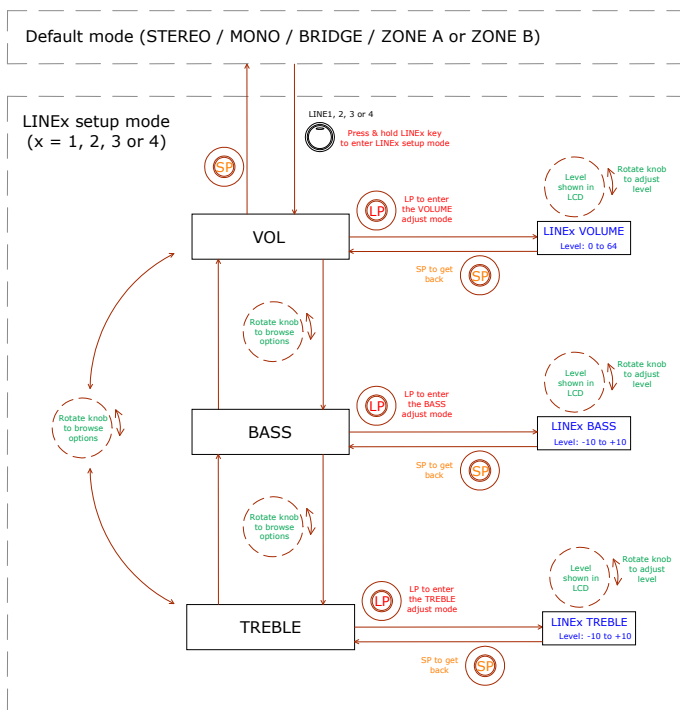 Default mode (STEREO / MONO / BRIDGE / ZONE A or ZONE B)
LINEx setup mode
(x = 1, 2, 3 or 4)
LINE1, 2, 3 or 4
Press & hold LINEx key
to enter LINEx setup mode
SP
Level
shown in
LCD
Rotate knob
to adjust
level
LP
LP to enter
the VOLUME
adjust mode
VOL
LINEx VOLUME
Level: 0 to 64
SP to get
back
SP
Rotate knob
to browse
options
Level
shown in
LCD
Rotate knob
to adjust
level
LP
LP to enter
the BASS
adjust mode
Rotate knob
to browse
options
BASS
LINEx BASS
Level: -10 to +10
SP to get
back
SP
Rotate knob
to browse
options
Level
shown in
LCD
Rotate knob
to adjust
level
LP
LP to enter
the TREBLE
adjust mode
TREBLE
LINEx TREBLE
Level: -10 to +10
SP to get
back
SP